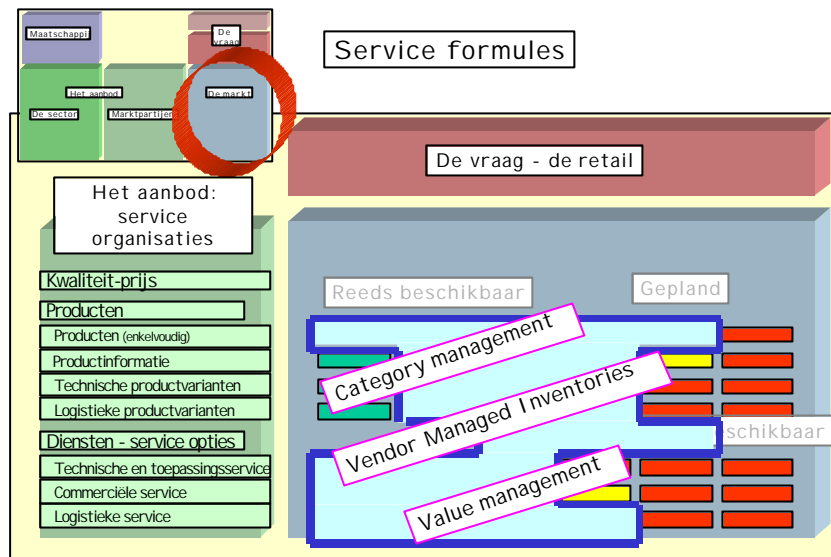 Maatschappij
De
vraag
Service formules
Het aanbod
De markt
De sector
Marktpartijen
De vraag - de retail
Het aanbod:
service
organisaties
Kwaliteit-prijs
Reeds beschikbaar
Gepland
Producten
Producten (enkelvoudig)
Productinformatie
Technische productvarianten
Logistieke productvarianten
Category management
Vendor Managed Inventories
eschikbaar
Diensten - service opties
Technische en toepassingsservice
Commerciële service
Logistieke service
Value management